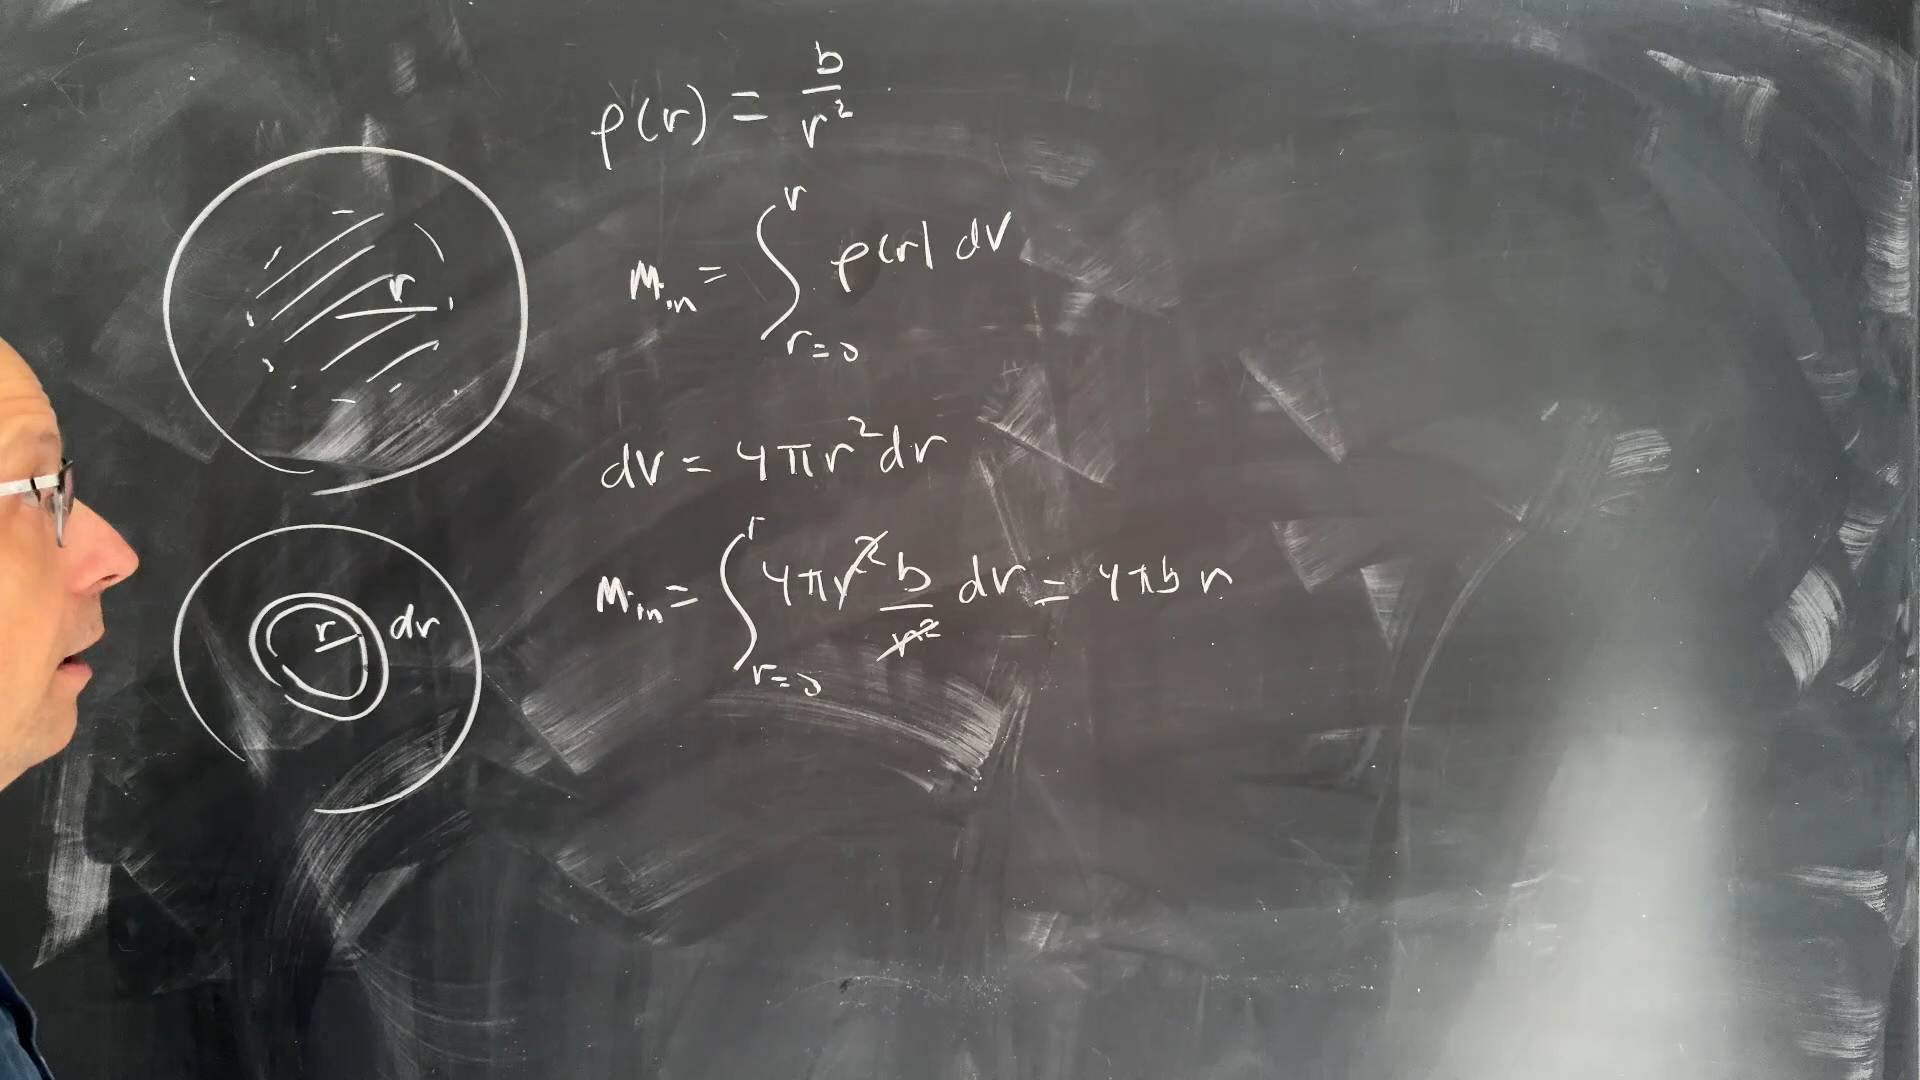 ρ(r) = b/r²
r
M_in = ∫_{r=0}^{r} ρ(r) dV
dV = 4πr²dr
r dr
M_in = ∫_{r=0}^{r} 4πr² b/r² dr = 4πb r